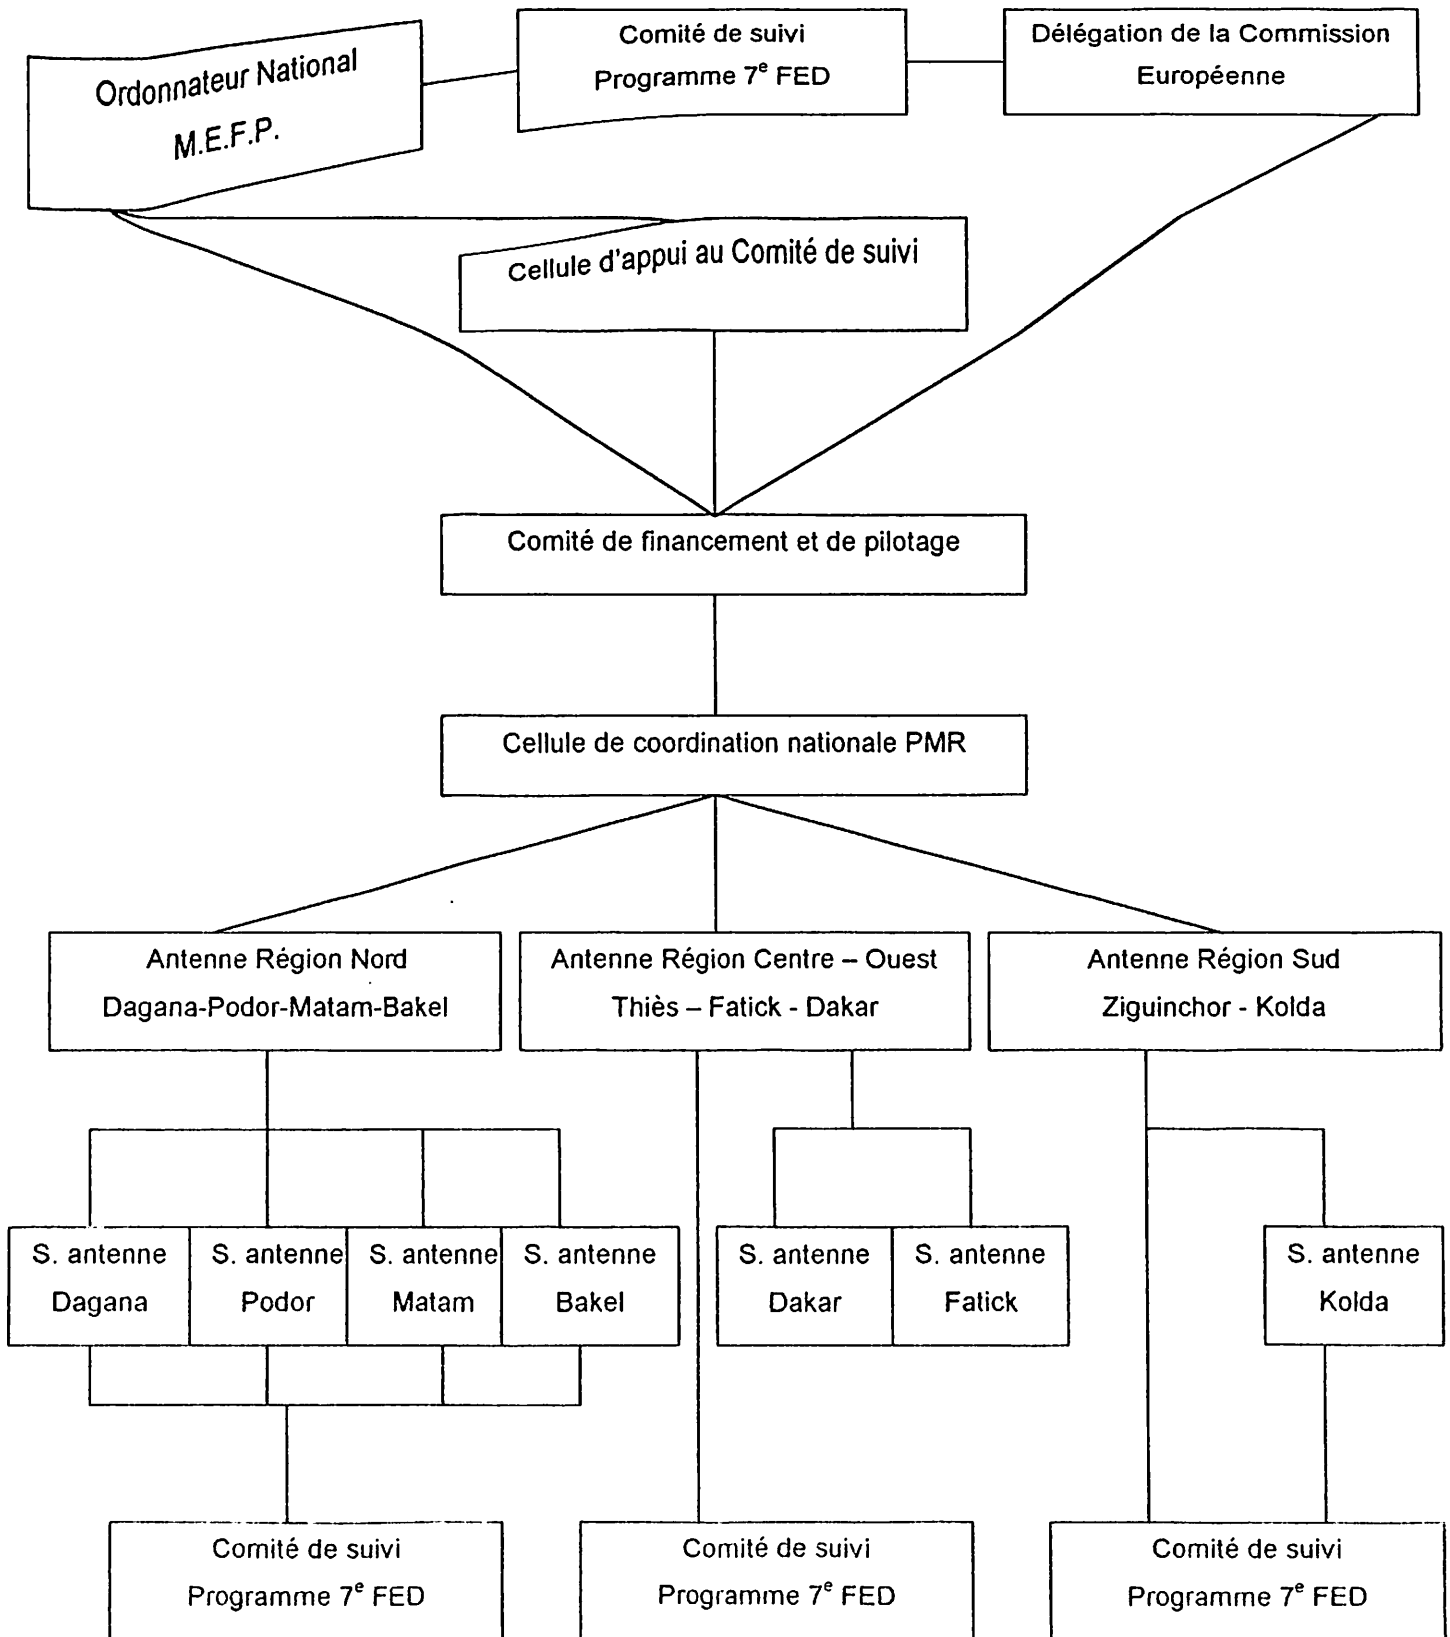 Ordonnateur National
M.E.F.P.
Comité de suivi
Programme 7e FED
Délégation de la Commission
Européenne
Cellule d'appui au Comité de suivi
Comité de financement et de pilotage
Cellule de coordination nationale PMR
Antenne Région Nord
Dagana-Podor-Matam-Bakel
Antenne Région Centre – Ouest
Thiès – Fatick - Dakar
Antenne Région Sud
Ziguinchor - Kolda
S. antenne
Dagana
S. antenne
Podor
S. antenne
Matam
S. antenne
Bakel
S. antenne
Dakar
S. antenne
Fatick
S. antenne
Kolda
Comité de suivi
Programme 7e FED
Comité de suivi
Programme 7e FED
Comité de suivi
Programme 7e FED